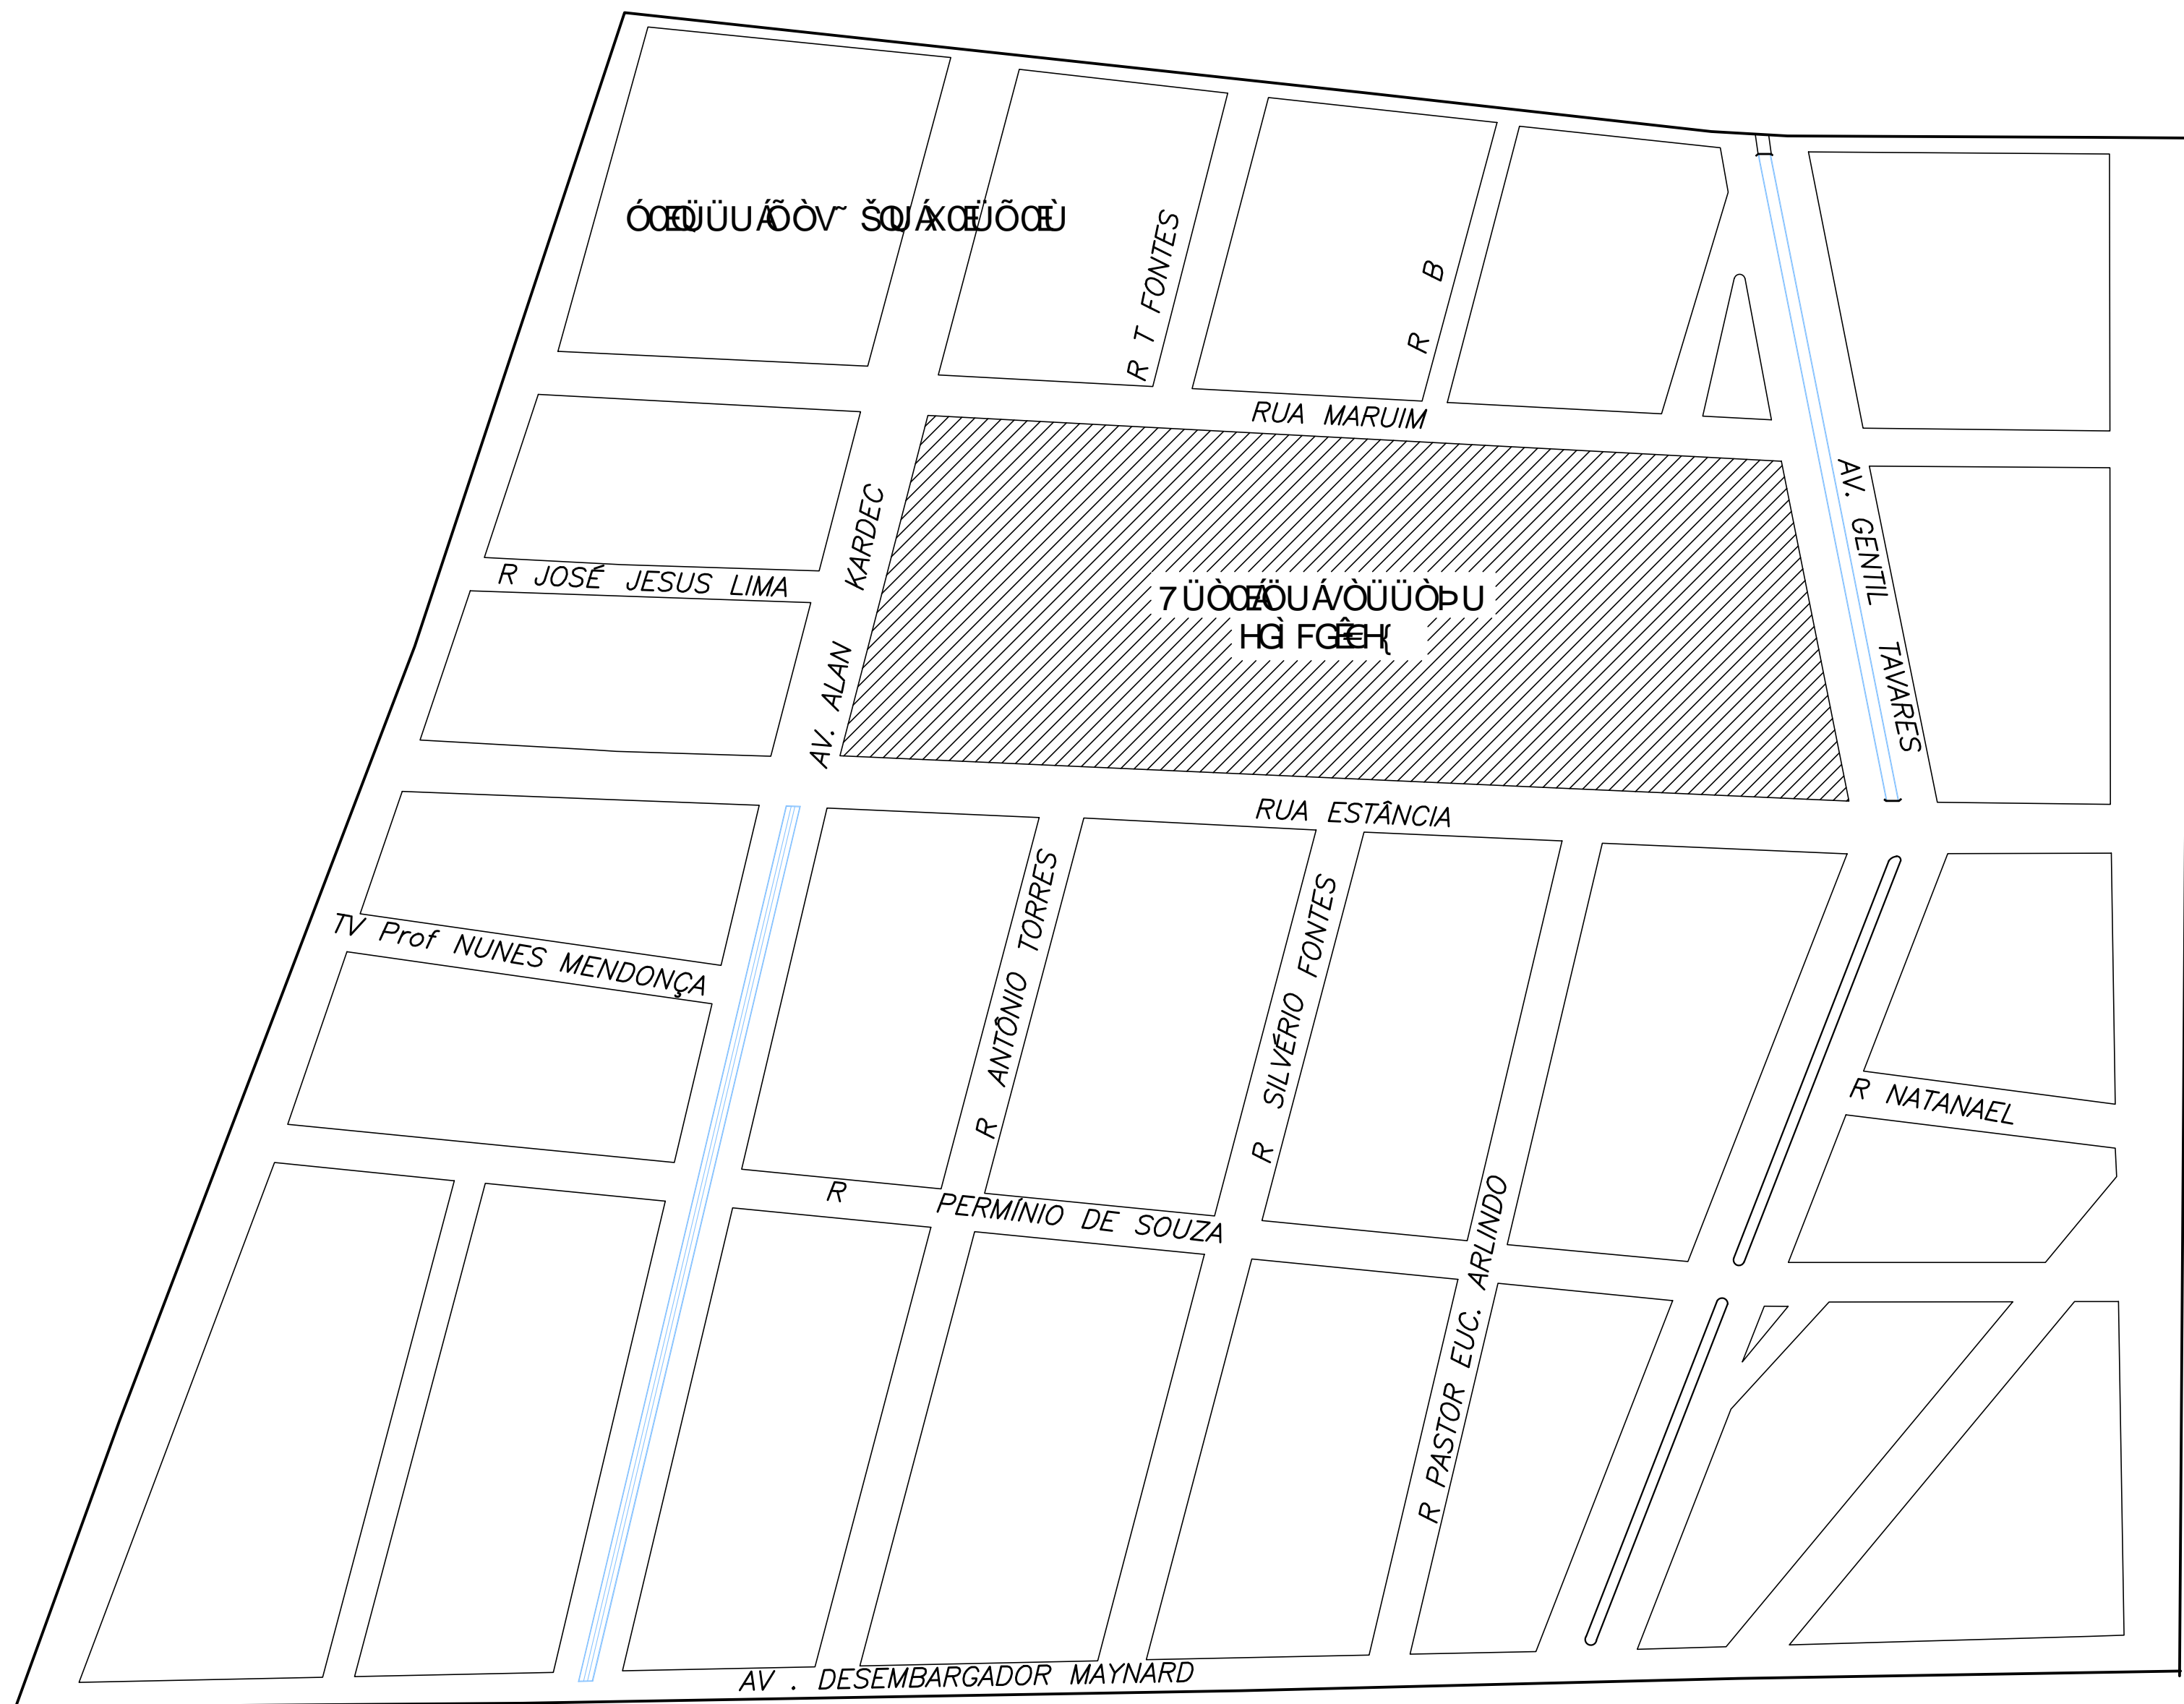 R T FONTES
R B
RUA MARUIM
AV. ALAN KARDEC
R JOSÉ JESUS LIMA
AV. GENTIL TAVARES
RUA ESTÂNCIA
TV Prof NUNES MENDONÇA
R ANTÔNIO TORRES
R SILVÉRIO FONTES
R NATANAEL
R PERMÍNIO DE SOUZA
R PASTOR EUC. ARLINDO
AV . DESEMBARGADOR MAYNARD